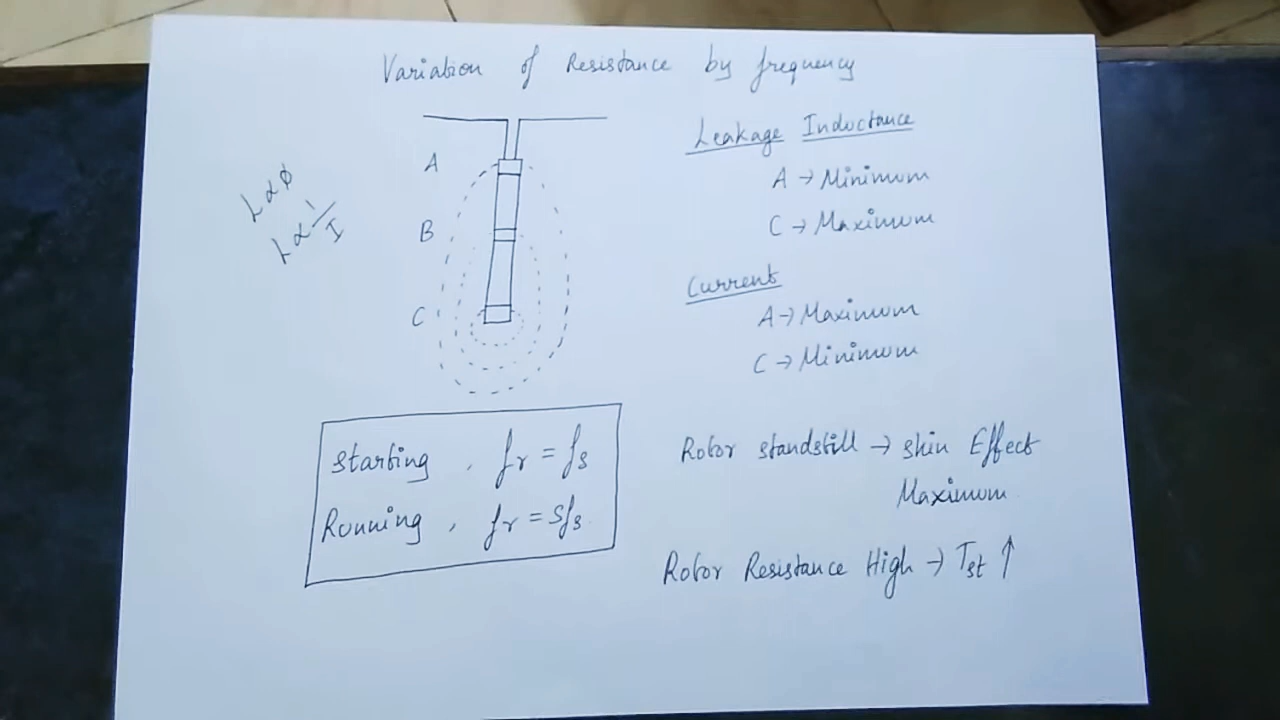 Variation of Resistance by frequency
A
B
C
L ∝ φ
L ∝ 1/I
Leakage Inductance
A → Minimum
C → Maximum
Current
A → Maximum
C → Minimum
Starting , fr = fs
Running , fr = sfs
Rotor standstill → Skin Effect
Maximum
Rotor Resistance High → Tst ↑